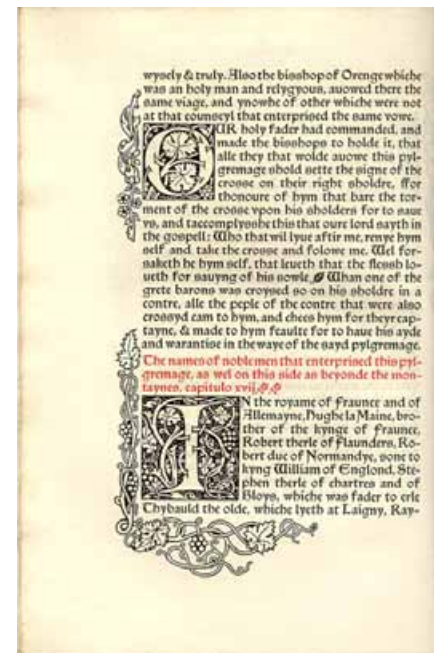 wysely & truly. Also the bisshop of Orenge whiche
was an holy man and relygyous, auowed there the
same viage, and ynowhe of other whiche were not
at that counseyl that enterprised the same vowe.
OUR holy fader had commanded, and
made the bisshops to holde it, that
alle they that wolde auowe this pyl-
gremage shold sette the signe of the
crosse on their right sholdre, ffor
thonoure of hym that bare the tor-
ment of the crosse vpon his sholders for to saue
vs, and taccomplysshe this that oure lord sayth in
the gospell: Who that wil lyue aftir me, renye hym
self and take the crosse and folowe me. Wel for-
saketh he hym self, that leueth that the flessh lo-
ueth for sauyng of his sowle. Whan one of the
grete barons was croysed so on his sholdre in a
contre, alle the peple of the contre that were also
crossyd cam to hym, and chees hym for theyr cap-
tayne, & made to hym feaulte for to haue his ayde
and warantise in the waye of the sayd pylgremage.
The names of noble men that enterprised this pyl-
gremage, as wel on this side as beyonde the mon-
taynes. capitulo xvij.
IN the royame of Fraunce and of
Allemayne, Hughe la Maine, bro-
ther of the kynge of Fraunce,
Robert therle of Flaunders, Ro-
bert duc of Normandye, sone to
kyng William of Englond, Ste-
phen therle of chartres and of
Bloys, whiche was fader to erle
Thybauld the olde, whiche lyeth at Laigny, Ray-